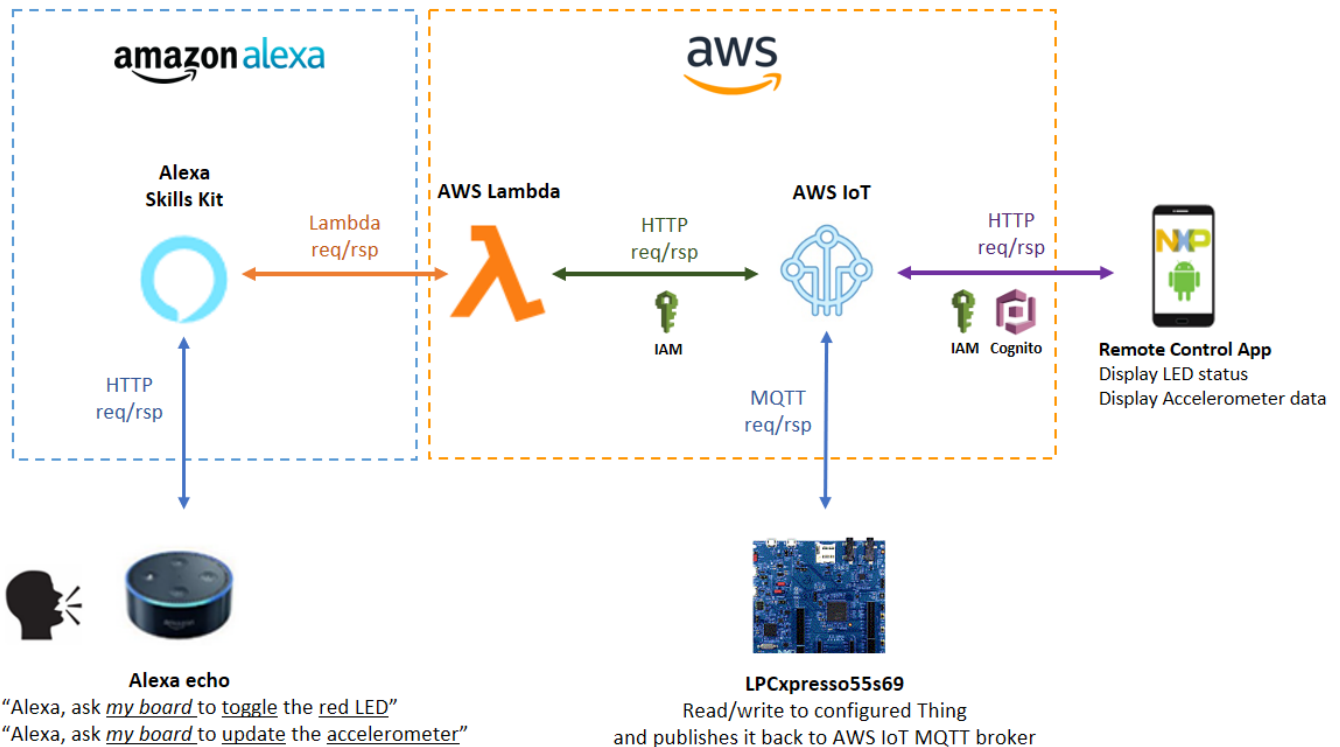 amazon alexa
aws
Alexa
Skills Kit
AWS Lambda
AWS IoT
Lambda
req/rsp
HTTP
req/rsp
HTTP
req/rsp
NXP
IAM
IAM Cognito
Remote Control App
Display LED status
Display Accelerometer data
HTTP
req/rsp
MQTT
req/rsp
amazon
Alexa echo
“Alexa, ask my board to toggle the red LED”
“Alexa, ask my board to update the accelerometer”
LPCxpresso55s69
Read/write to configured Thing
and publishes it back to AWS IoT MQTT broker